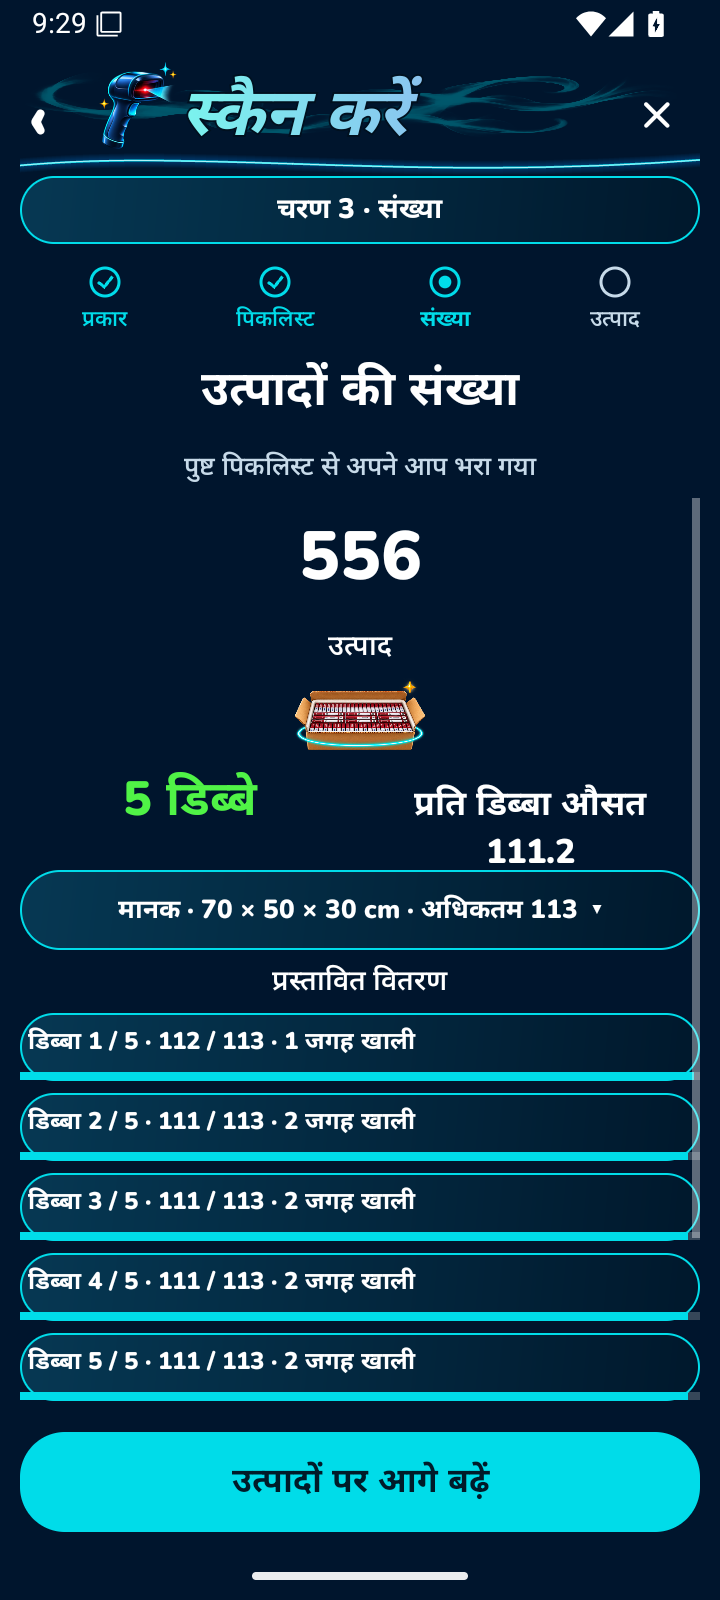 9:29
स्कैन करें
चरण 3 · संख्या
प्रकार
पिकलिस्ट
संख्या
उत्पाद
उत्पादों की संख्या
पुष्ट पिकलिस्ट से अपने आप भरा गया
556
उत्पाद
5 डिब्बे
प्रति डिब्बा औसत
111.2
मानक · 70 × 50 × 30 cm · अधिकतम 113 ▼
प्रस्तावित वितरण
डिब्बा 1 / 5 · 112 / 113 · 1 जगह खाली
डिब्बा 2 / 5 · 111 / 113 · 2 जगह खाली
डिब्बा 3 / 5 · 111 / 113 · 2 जगह खाली
डिब्बा 4 / 5 · 111 / 113 · 2 जगह खाली
डिब्बा 5 / 5 · 111 / 113 · 2 जगह खाली
उत्पादों पर आगे बढ़ें